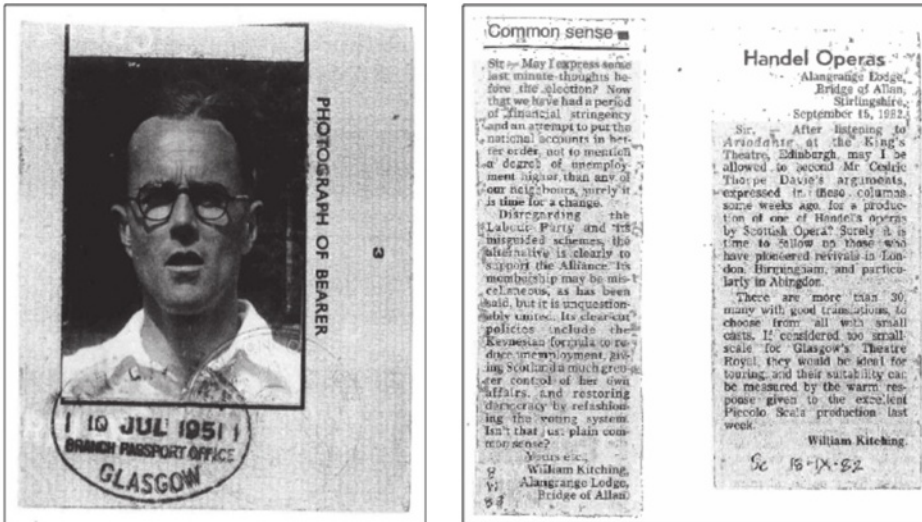 PHOTOGRAPH OF BEARER
3
10 JUL 1951
BRANCH PASSPORT OFFICE
GLASGOW
Common sense
Sir – May I express some
last minute thoughts be-
fore the election? Now
that we have had a period
of financial stringency
and an attempt to put the
national accounts in bet-
ter order, not to mention
a degree of unemploy-
ment higher than any of
our neighbours, surely it
is time for a change.
Disregarding the
Labour Party and its
misguided schemes, the
alternative is clearly to
support the Alliance. Its
membership may be mis-
cellaneous, as has been
said, but it is unquestion-
ably united. Its clear-cut
policies include the
Keynesian formula to re-
duce unemployment, giv-
ing Scotland a much grea-
ter control of her own
affairs, and restoring
democracy by refashion-
ing the voting system.
Isn't that just plain com-
mon sense?
Yours etc.,
William Kitching,
Alangrange Lodge,
Bridge of Allan
83
Handel Operas
Alangrange Lodge,
Bridge of Allan,
Stirlingshire,
September 15, 1982.
Sir, – After listening to
Ariodante at the King's
Theatre, Edinburgh, may I be
allowed to second Mr Cedric
Thorpe Davie's arguments,
expressed in these columns
some weeks ago, for a produc-
tion of one of Handel's operas
by Scottish Opera? Surely it is
time to follow up those who
have pioneered revivals in Lon-
don, Birmingham, and particu-
larly in Abingdon.
There are more than 30,
many with good translations, to
choose from all with small
casts. If considered too small-
scale for Glasgow's Theatre
Royal, they would be ideal for
touring, and their suitability can
be measured by the warm res-
ponse given to the excellent
Piccolo Scala production last
week.
William Kitching.
Sc 18-IX-82